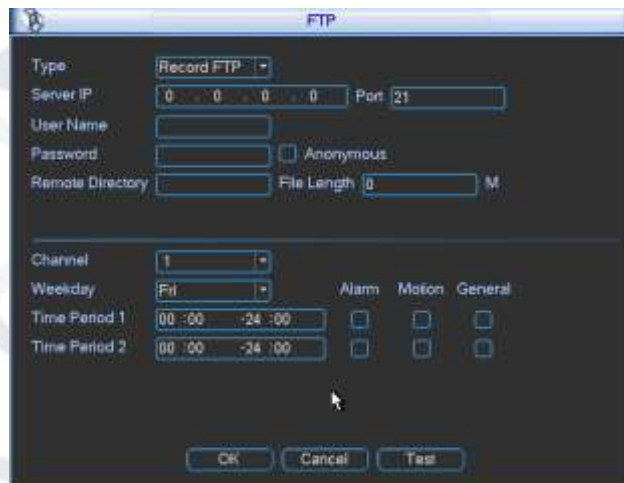 FTP
Type Record FTP
Server IP 0 . 0 . 0 . 0 Port 21
User Name
Password Anonymous
Remote Directory File Length 0 M
Channel 1
Weekday Fri Alarm Motion General
Time Period 1 00 :00 -24 :00
Time Period 2 00 :00 -24 :00
OK Cancel Test